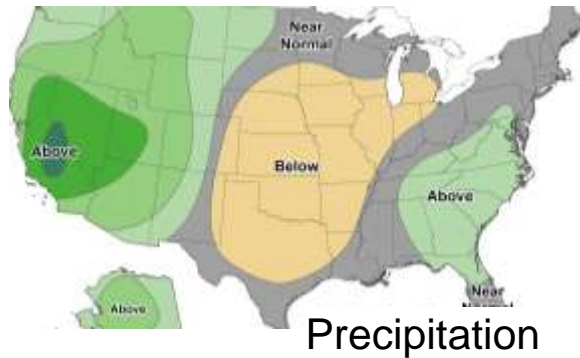 Near
Normal
Above
Below
Above
Above
Near
Normal
Precipitation